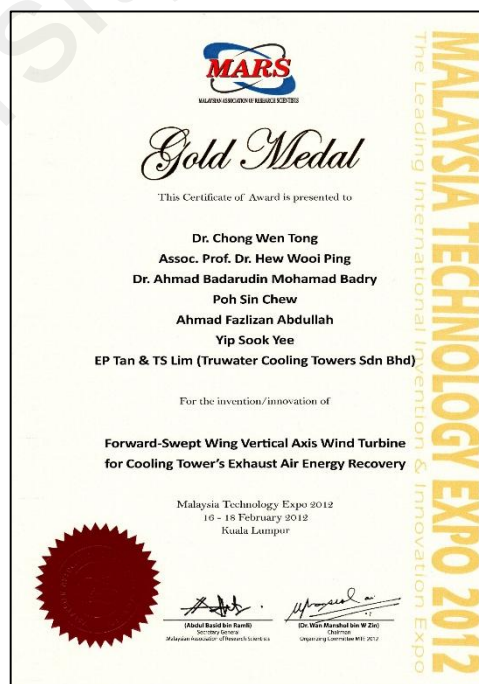 MARS
MALAYSIAN ASSOCIATION OF RESEARCH SCIENTISTS
Gold Medal
This Certificate of Award is presented to
Dr. Chong Wen Tong
Assoc. Prof. Dr. Hew Wooi Ping
Dr. Ahmad Badarudin Mohamad Badry
Poh Sin Chew
Ahmad Fazlizan Abdullah
Yip Sook Yee
EP Tan & TS Lim (Truwater Cooling Towers Sdn Bhd)
For the invention/innovation of
Forward-Swept Wing Vertical Axis Wind Turbine
for Cooling Tower's Exhaust Air Energy Recovery
Malaysia Technology Expo 2012
16 - 18 February 2012
Kuala Lumpur
(Abdul Basid bin Ramli)
Secretary General
Malaysian Association of Research Scientists
(Dr. Wan Manshol bin W Zin)
Chairman
Organizing Committee MTE 2012
MALAYSIA TECHNOLOGY EXPO 2012
The Leading International Invention & Innovation Expo